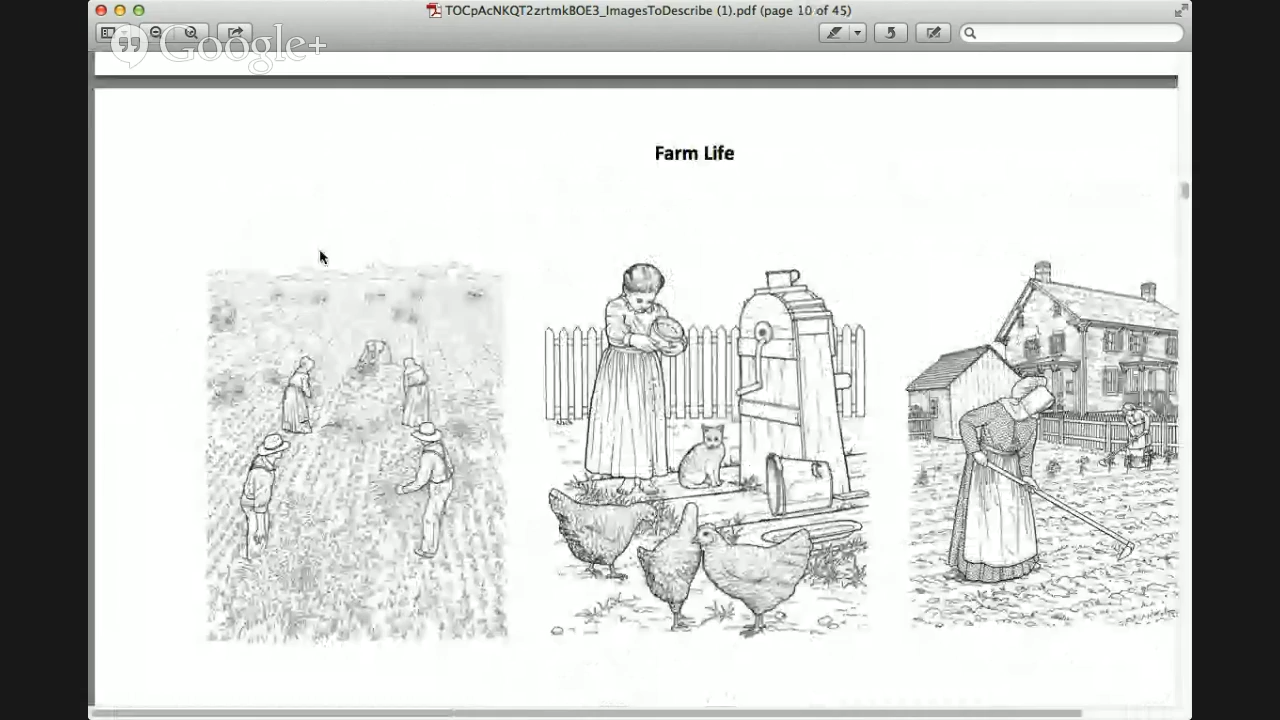 TOCpAcNKQT2zrtmkBOE3_ImagesToDescribe (1).pdf (page 10 of 45)
Google+
Farm Life